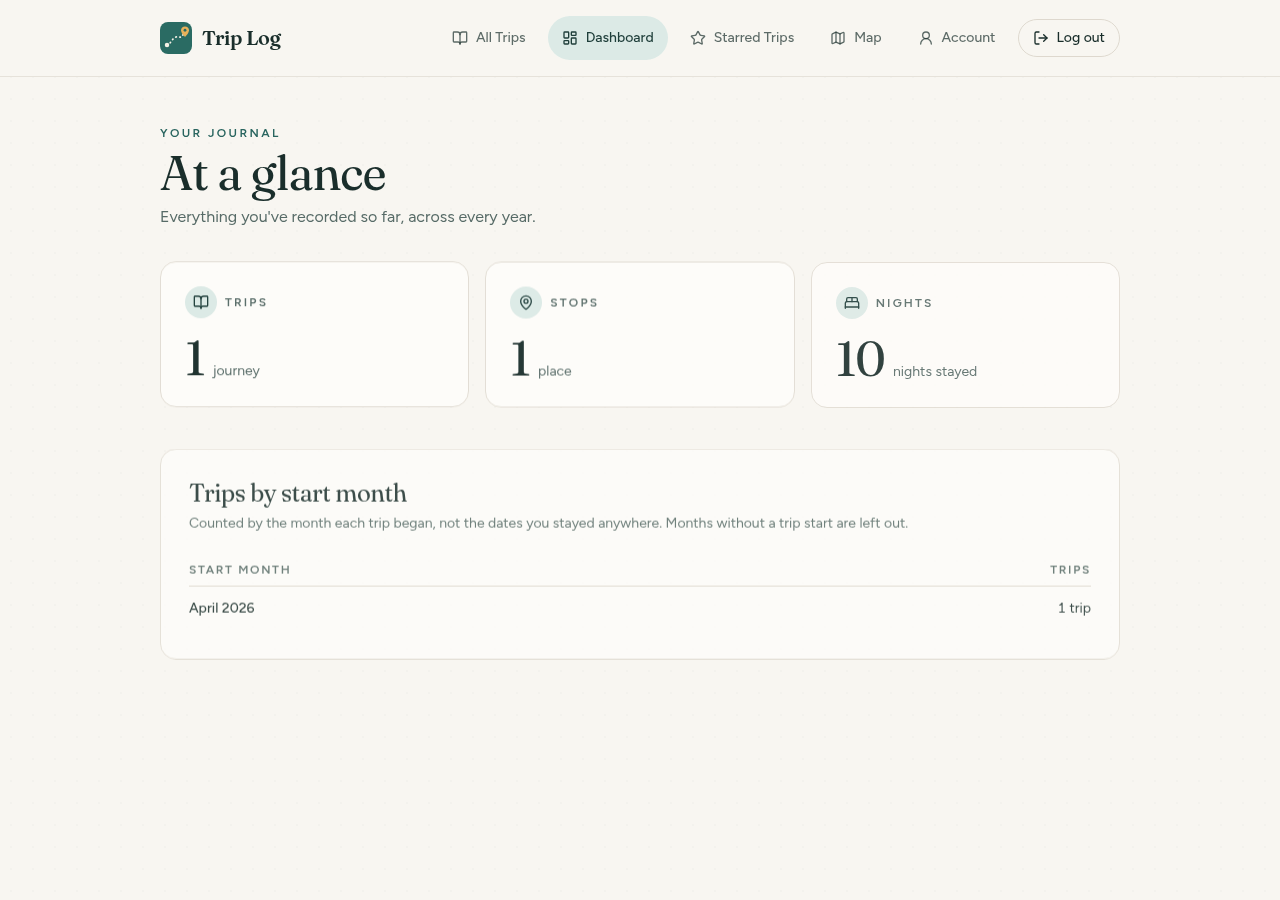 Trip Log
All Trips
Dashboard
Starred Trips
Map
Account
Log out
YOUR JOURNAL
At a glance
Everything you've recorded so far, across every year.
TRIPS
1 journey
STOPS
1 place
NIGHTS
10 nights stayed
Trips by start month
Counted by the month each trip began, not the dates you stayed anywhere. Months without a trip start are left out.
START MONTH TRIPS
April 2026 1 trip